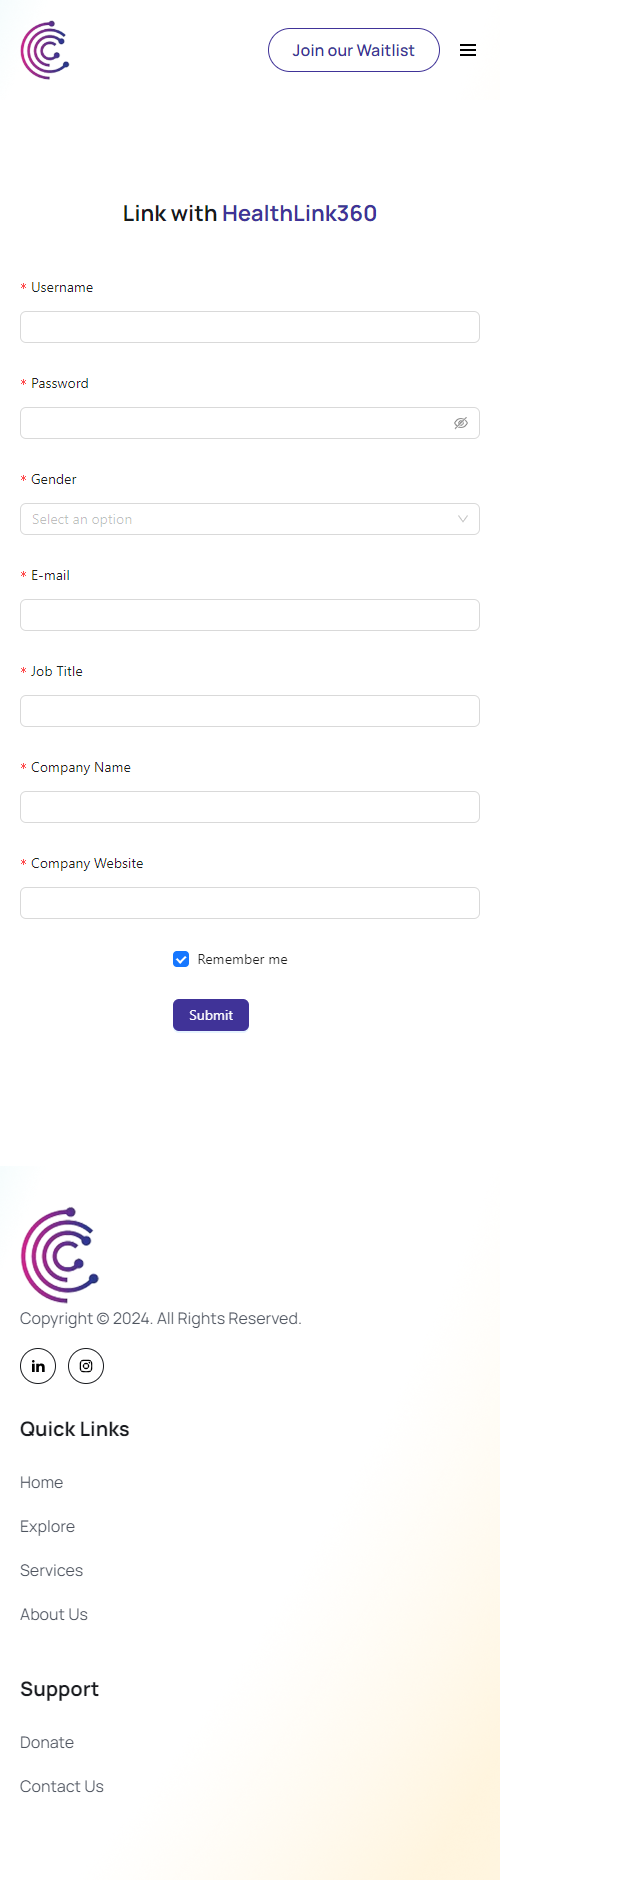 Join our Waitlist
Link with HealthLink360
* Username
* Password
* Gender
Select an option
* E-mail
* Job Title
* Company Name
* Company Website
Remember me
Submit
Copyright © 2024. All Rights Reserved.
in
Quick Links
Home
Explore
Services
About Us
Support
Donate
Contact Us